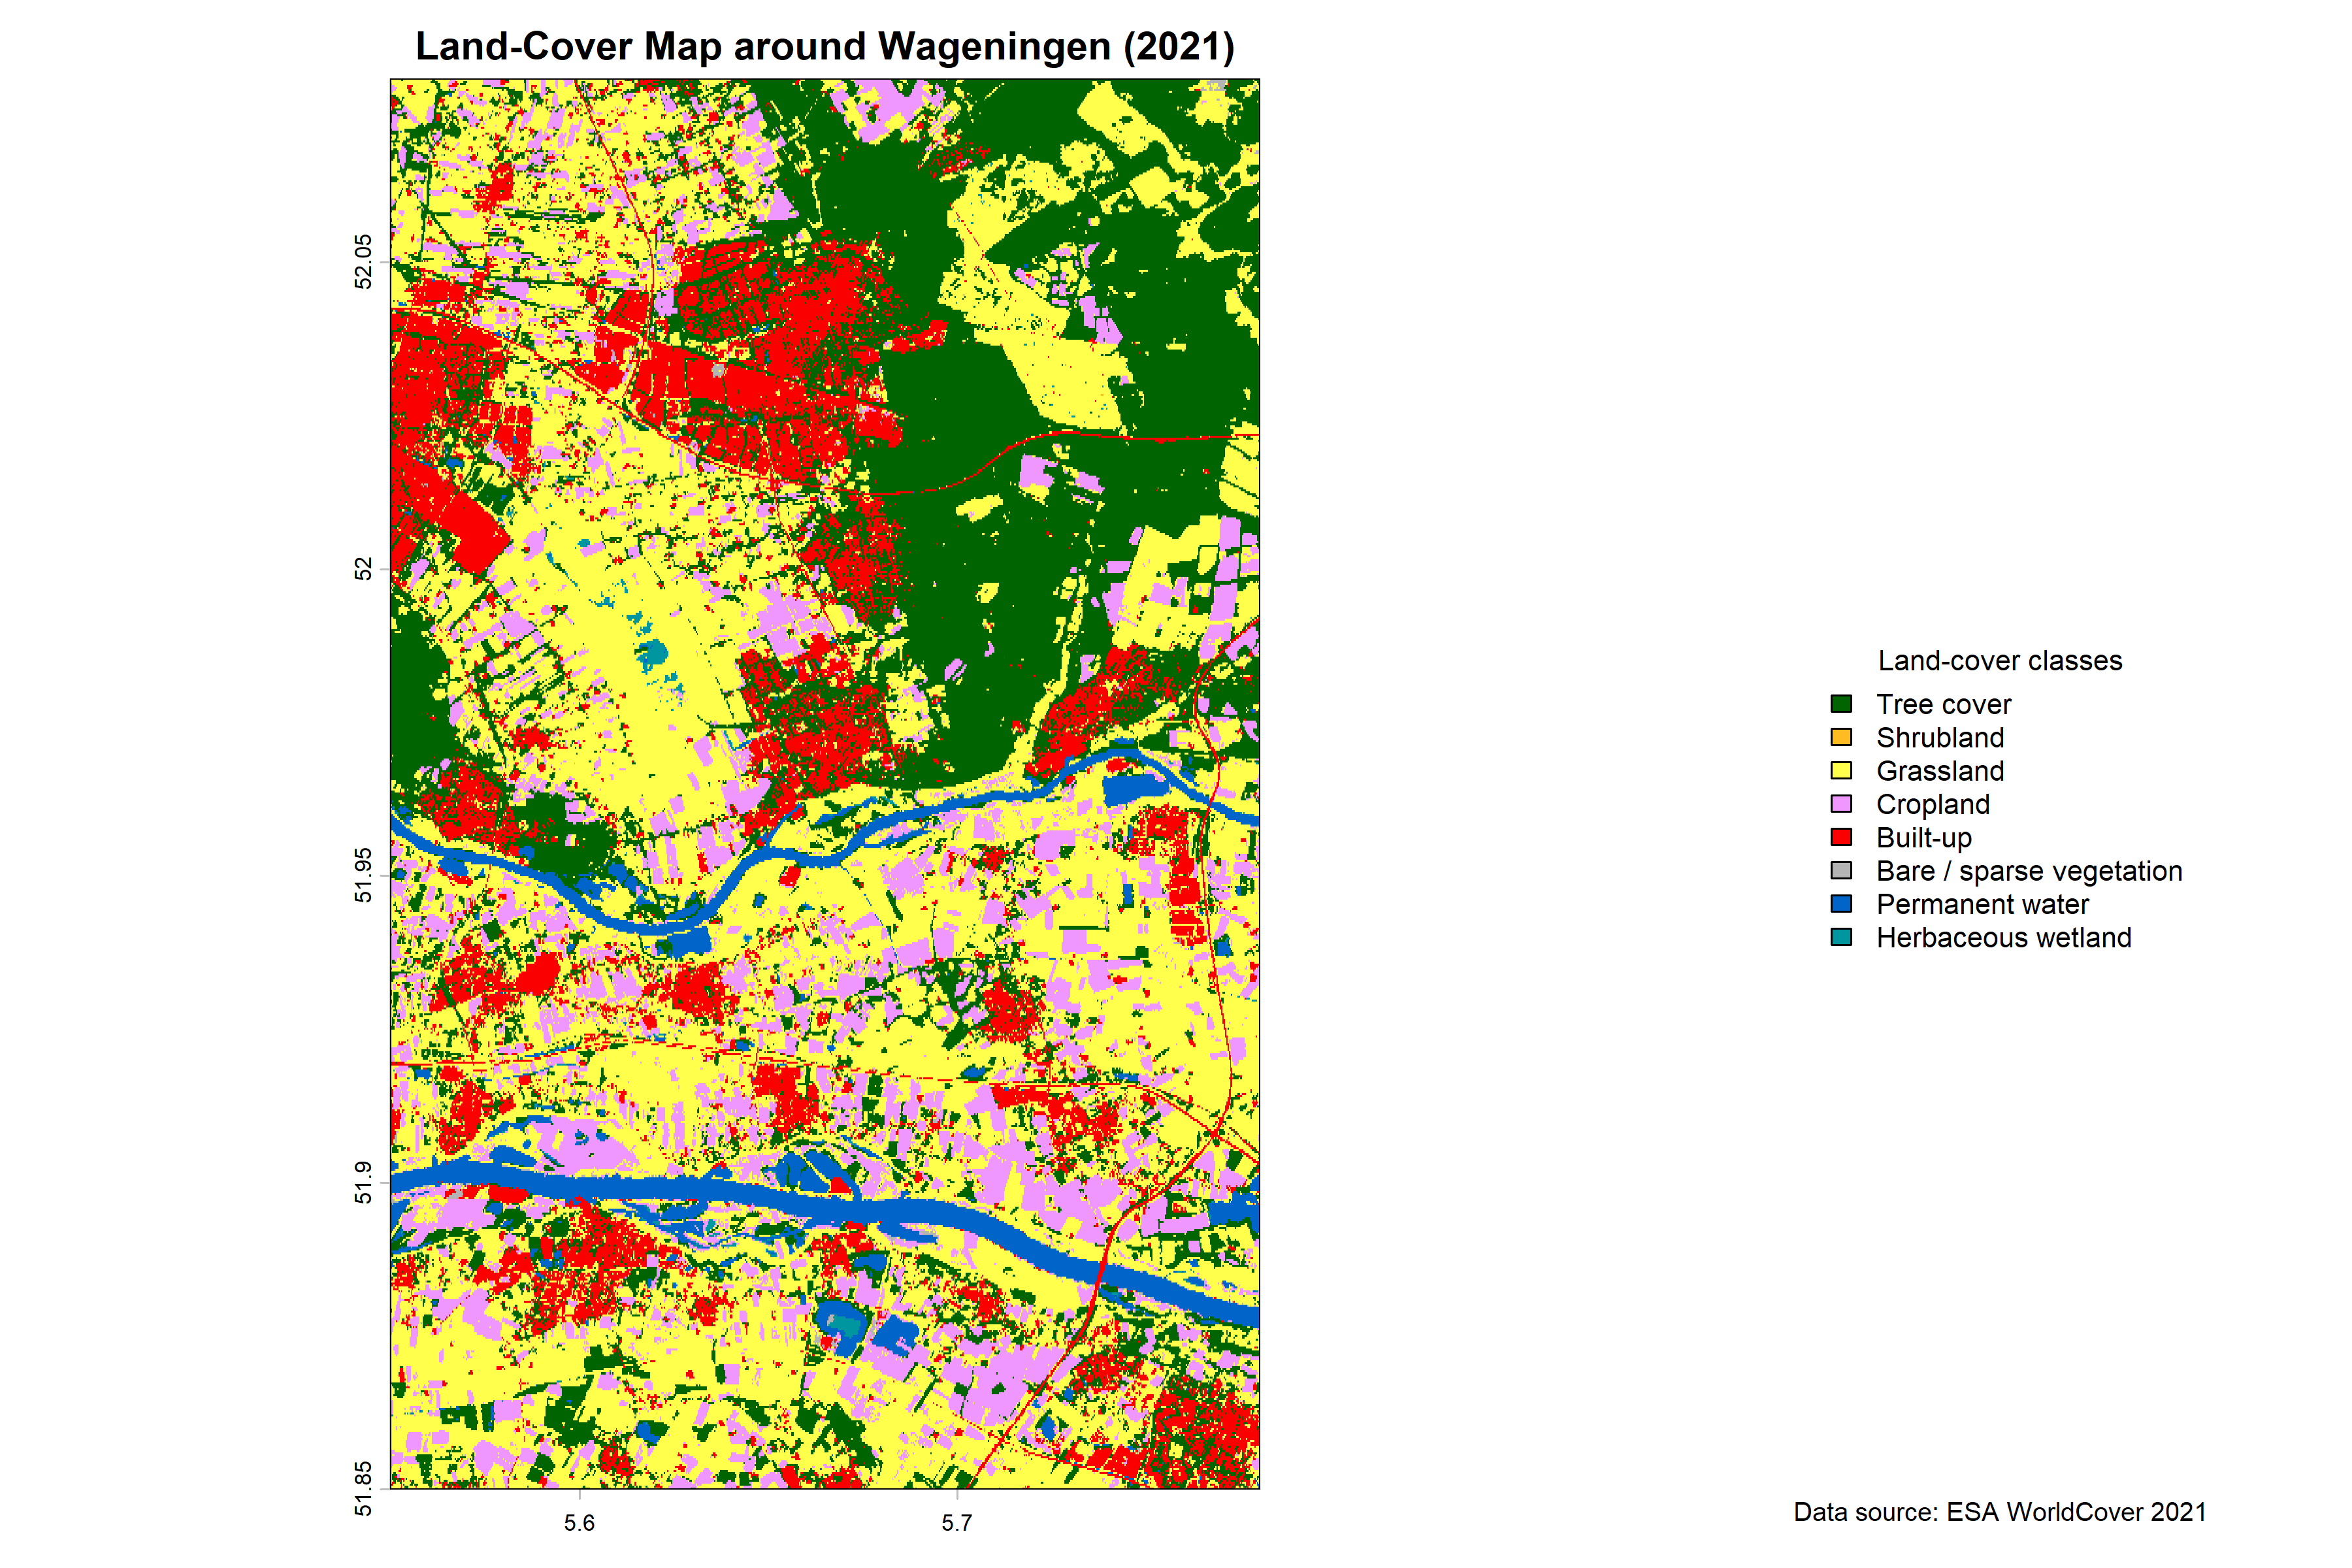 Land-Cover Map around Wageningen (2021)
52.05
52
51.95
51.9
51.85
5.6
5.7
Land-cover classes
Tree cover
Shrubland
Grassland
Cropland
Built-up
Bare / sparse vegetation
Permanent water
Herbaceous wetland
Data source: ESA WorldCover 2021